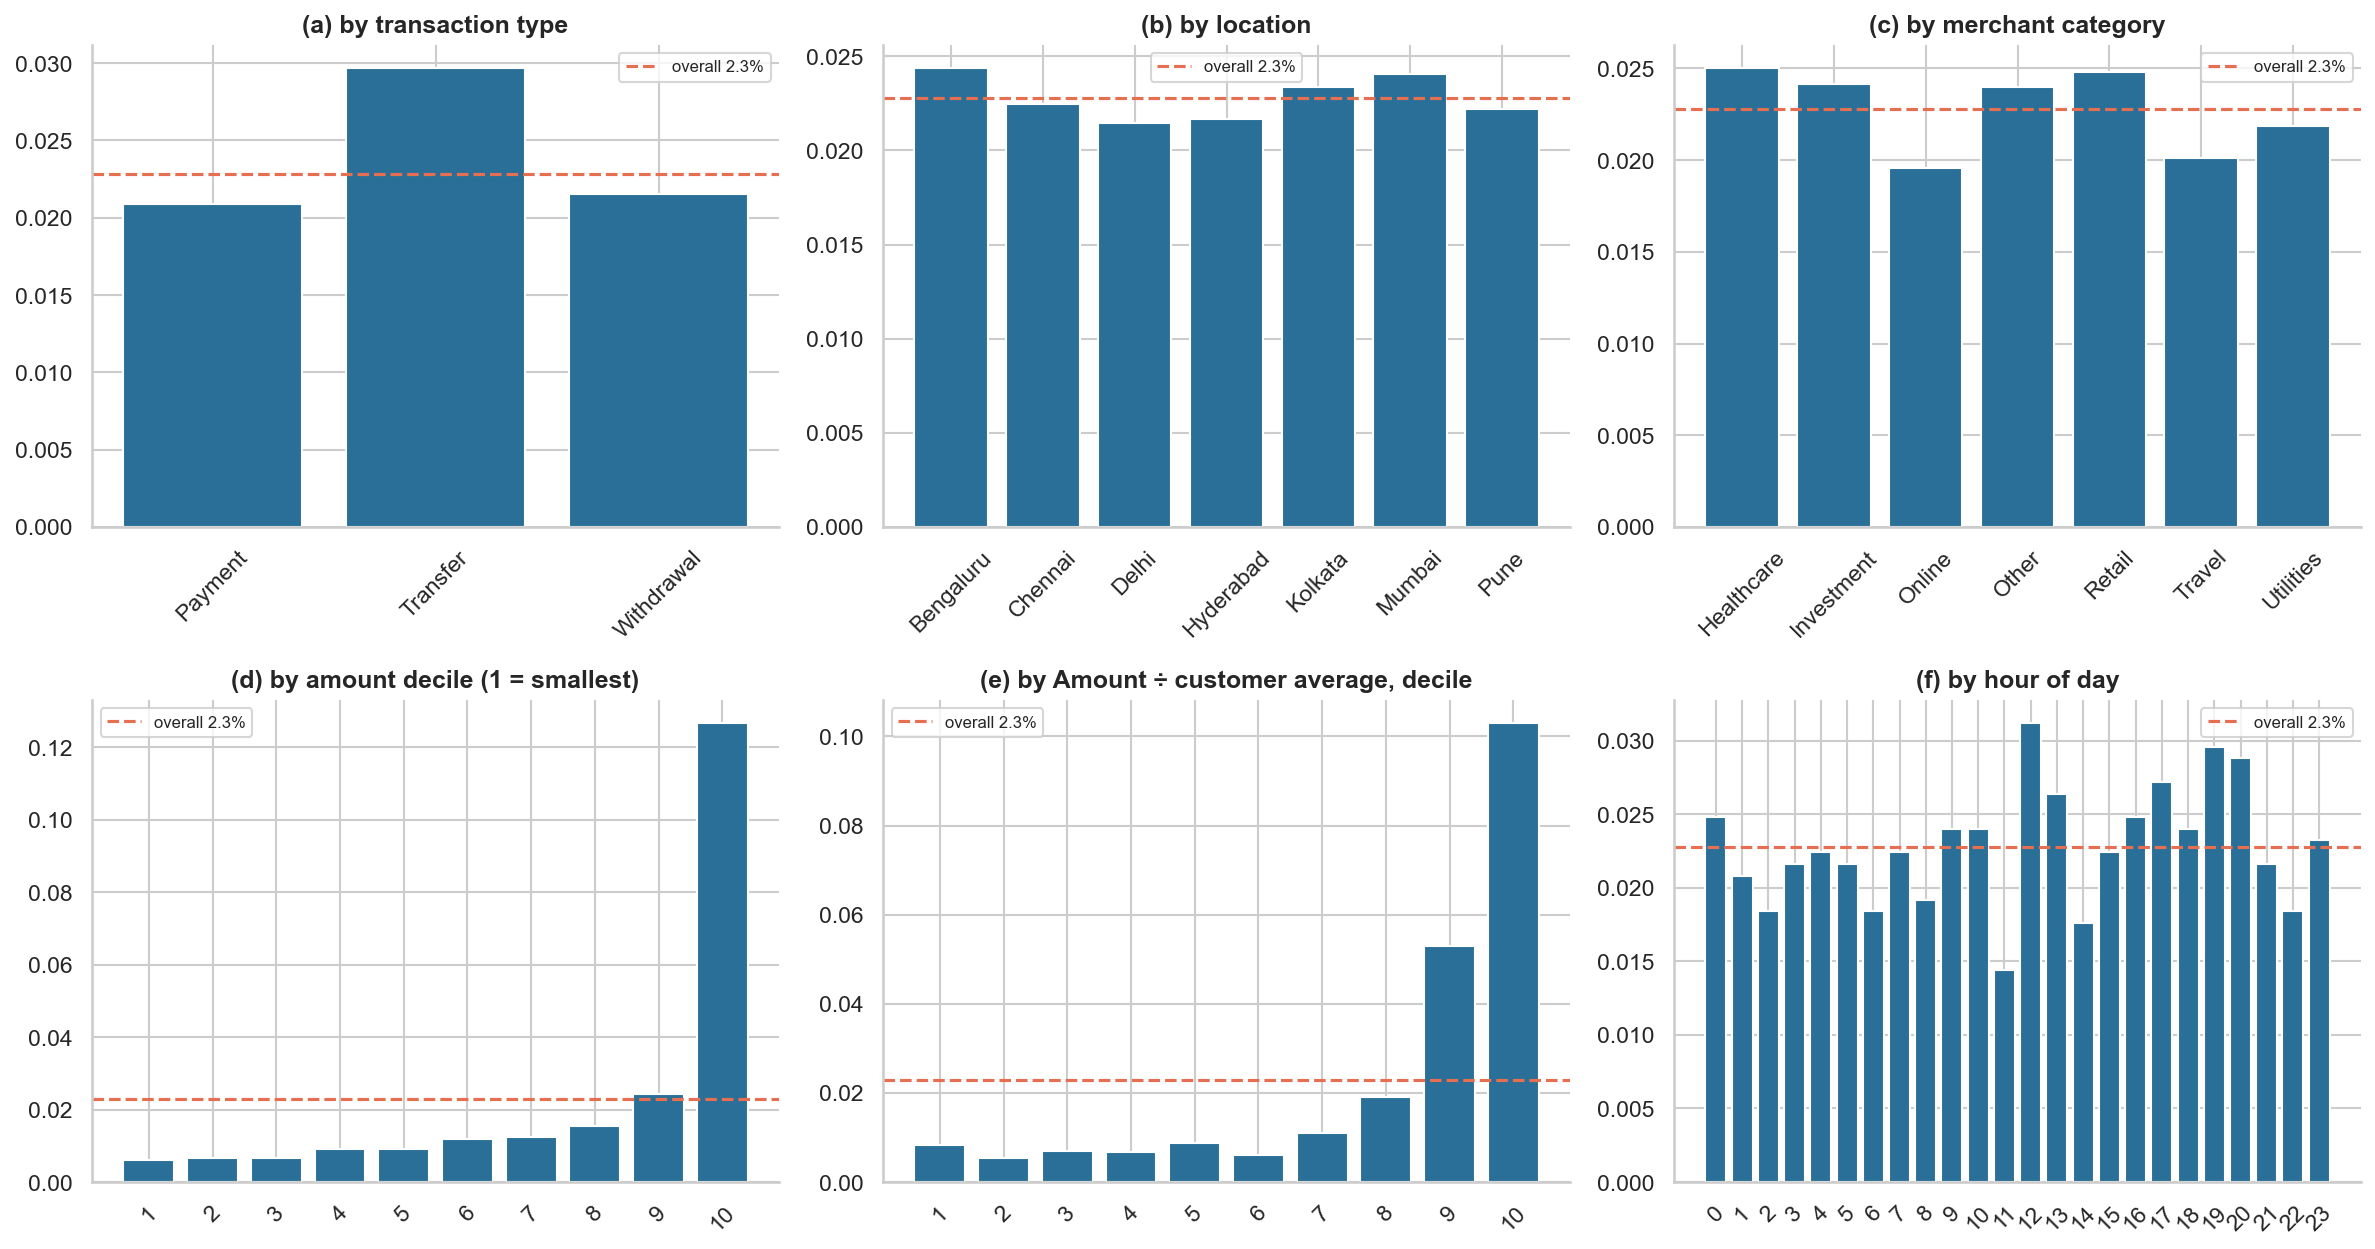 (a) by transaction type
overall 2.3%
0.030
0.025
0.020
0.015
0.010
0.005
0.000
Payment
Transfer
Withdrawal
(b) by location
overall 2.3%
0.025
0.020
0.015
0.010
0.005
0.000
Bengaluru
Chennai
Delhi
Hyderabad
Kolkata
Mumbai
Pune
(c) by merchant category
overall 2.3%
0.025
0.020
0.015
0.010
0.005
0.000
Healthcare
Investment
Online
Other
Retail
Travel
Utilities
(d) by amount decile (1 = smallest)
overall 2.3%
0.12
0.10
0.08
0.06
0.04
0.02
0.00
1
2
3
4
5
6
7
8
9
10
(e) by Amount ÷ customer average, decile
overall 2.3%
0.10
0.08
0.06
0.04
0.02
0.00
1
2
3
4
5
6
7
8
9
10
(f) by hour of day
overall 2.3%
0.030
0.025
0.020
0.015
0.010
0.005
0.000
0
1
2
3
4
5
6
7
8
9
10
11
12
13
14
15
16
17
18
19
20
21
22
23